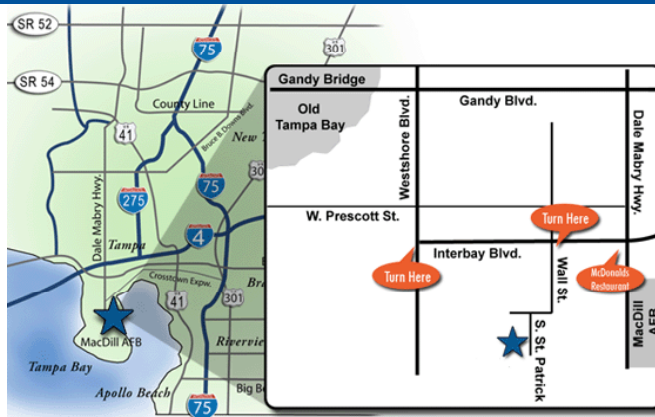 SR 52
SR 54
75
U S
301
County Line
Bruce B. Downs Blvd.
41
New
Dale Mabry Hwy.
275
75
Tampa
4
Crosstown Expw.
41
301
MacDill AFB
Tampa Bay
Apollo Beach
Big Be
75
Gandy Bridge
Gandy Blvd.
Old
Tampa Bay
Westshore Blvd.
Dale Mabry Hwy.
W. Prescott St.
Turn Here
Interbay Blvd.
Turn Here
McDonalds
Restaurant
Wall St.
S. St. Patrick
MacDill
AFB